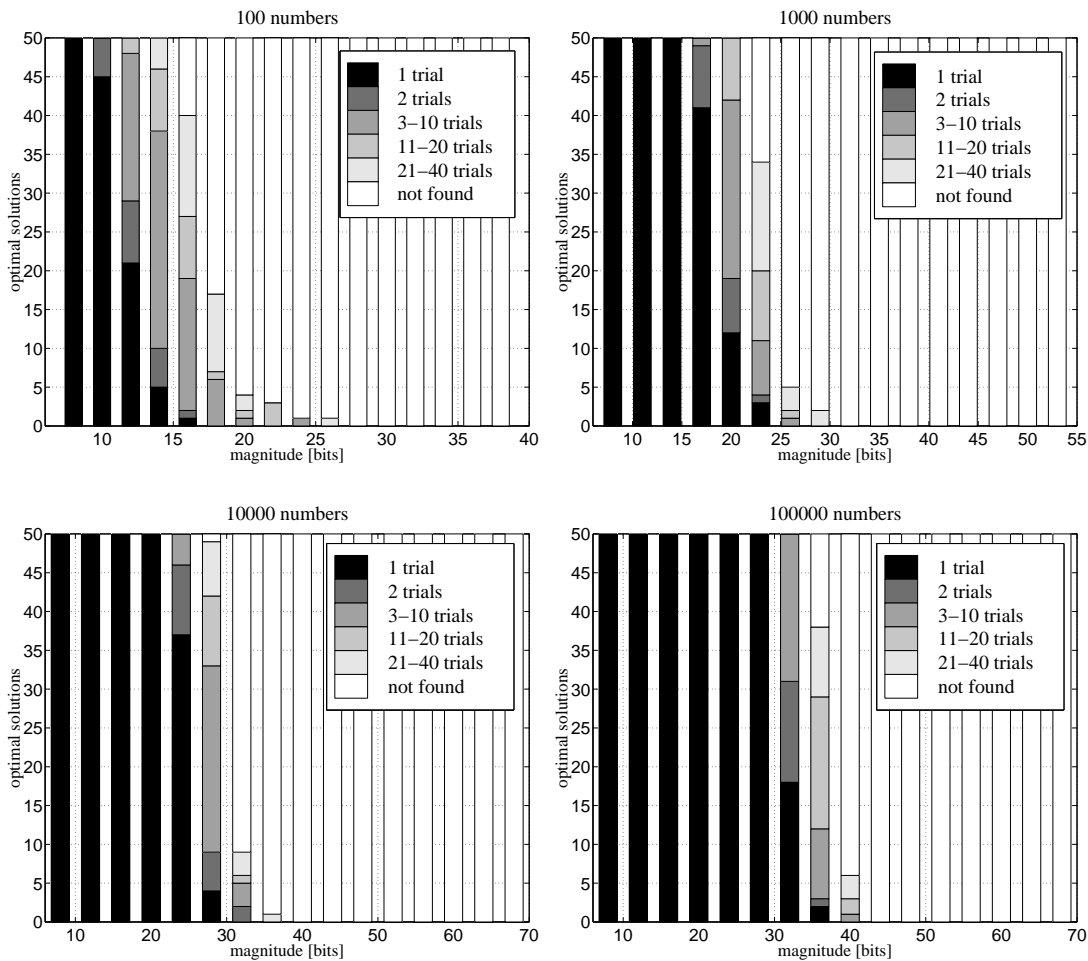 100 numbers
50
45
40
35
30
25
20
15
10
5
0
optimal solutions
1 trial
2 trials
3−10 trials
11−20 trials
21−40 trials
not found
10 15 20 25 30 35 40
magnitude [bits]
1000 numbers
50
45
40
35
30
25
20
15
10
5
0
optimal solutions
1 trial
2 trials
3−10 trials
11−20 trials
21−40 trials
not found
10 15 20 25 30 35 40 45 50 55
magnitude [bits]
10000 numbers
50
45
40
35
30
25
20
15
10
5
0
optimal solutions
1 trial
2 trials
3−10 trials
11−20 trials
21−40 trials
not found
10 20 30 40 50 60 70
magnitude [bits]
100000 numbers
50
45
40
35
30
25
20
15
10
5
0
optimal solutions
1 trial
2 trials
3−10 trials
11−20 trials
21−40 trials
not found
10 20 30 40 50 60 70
magnitude [bits]